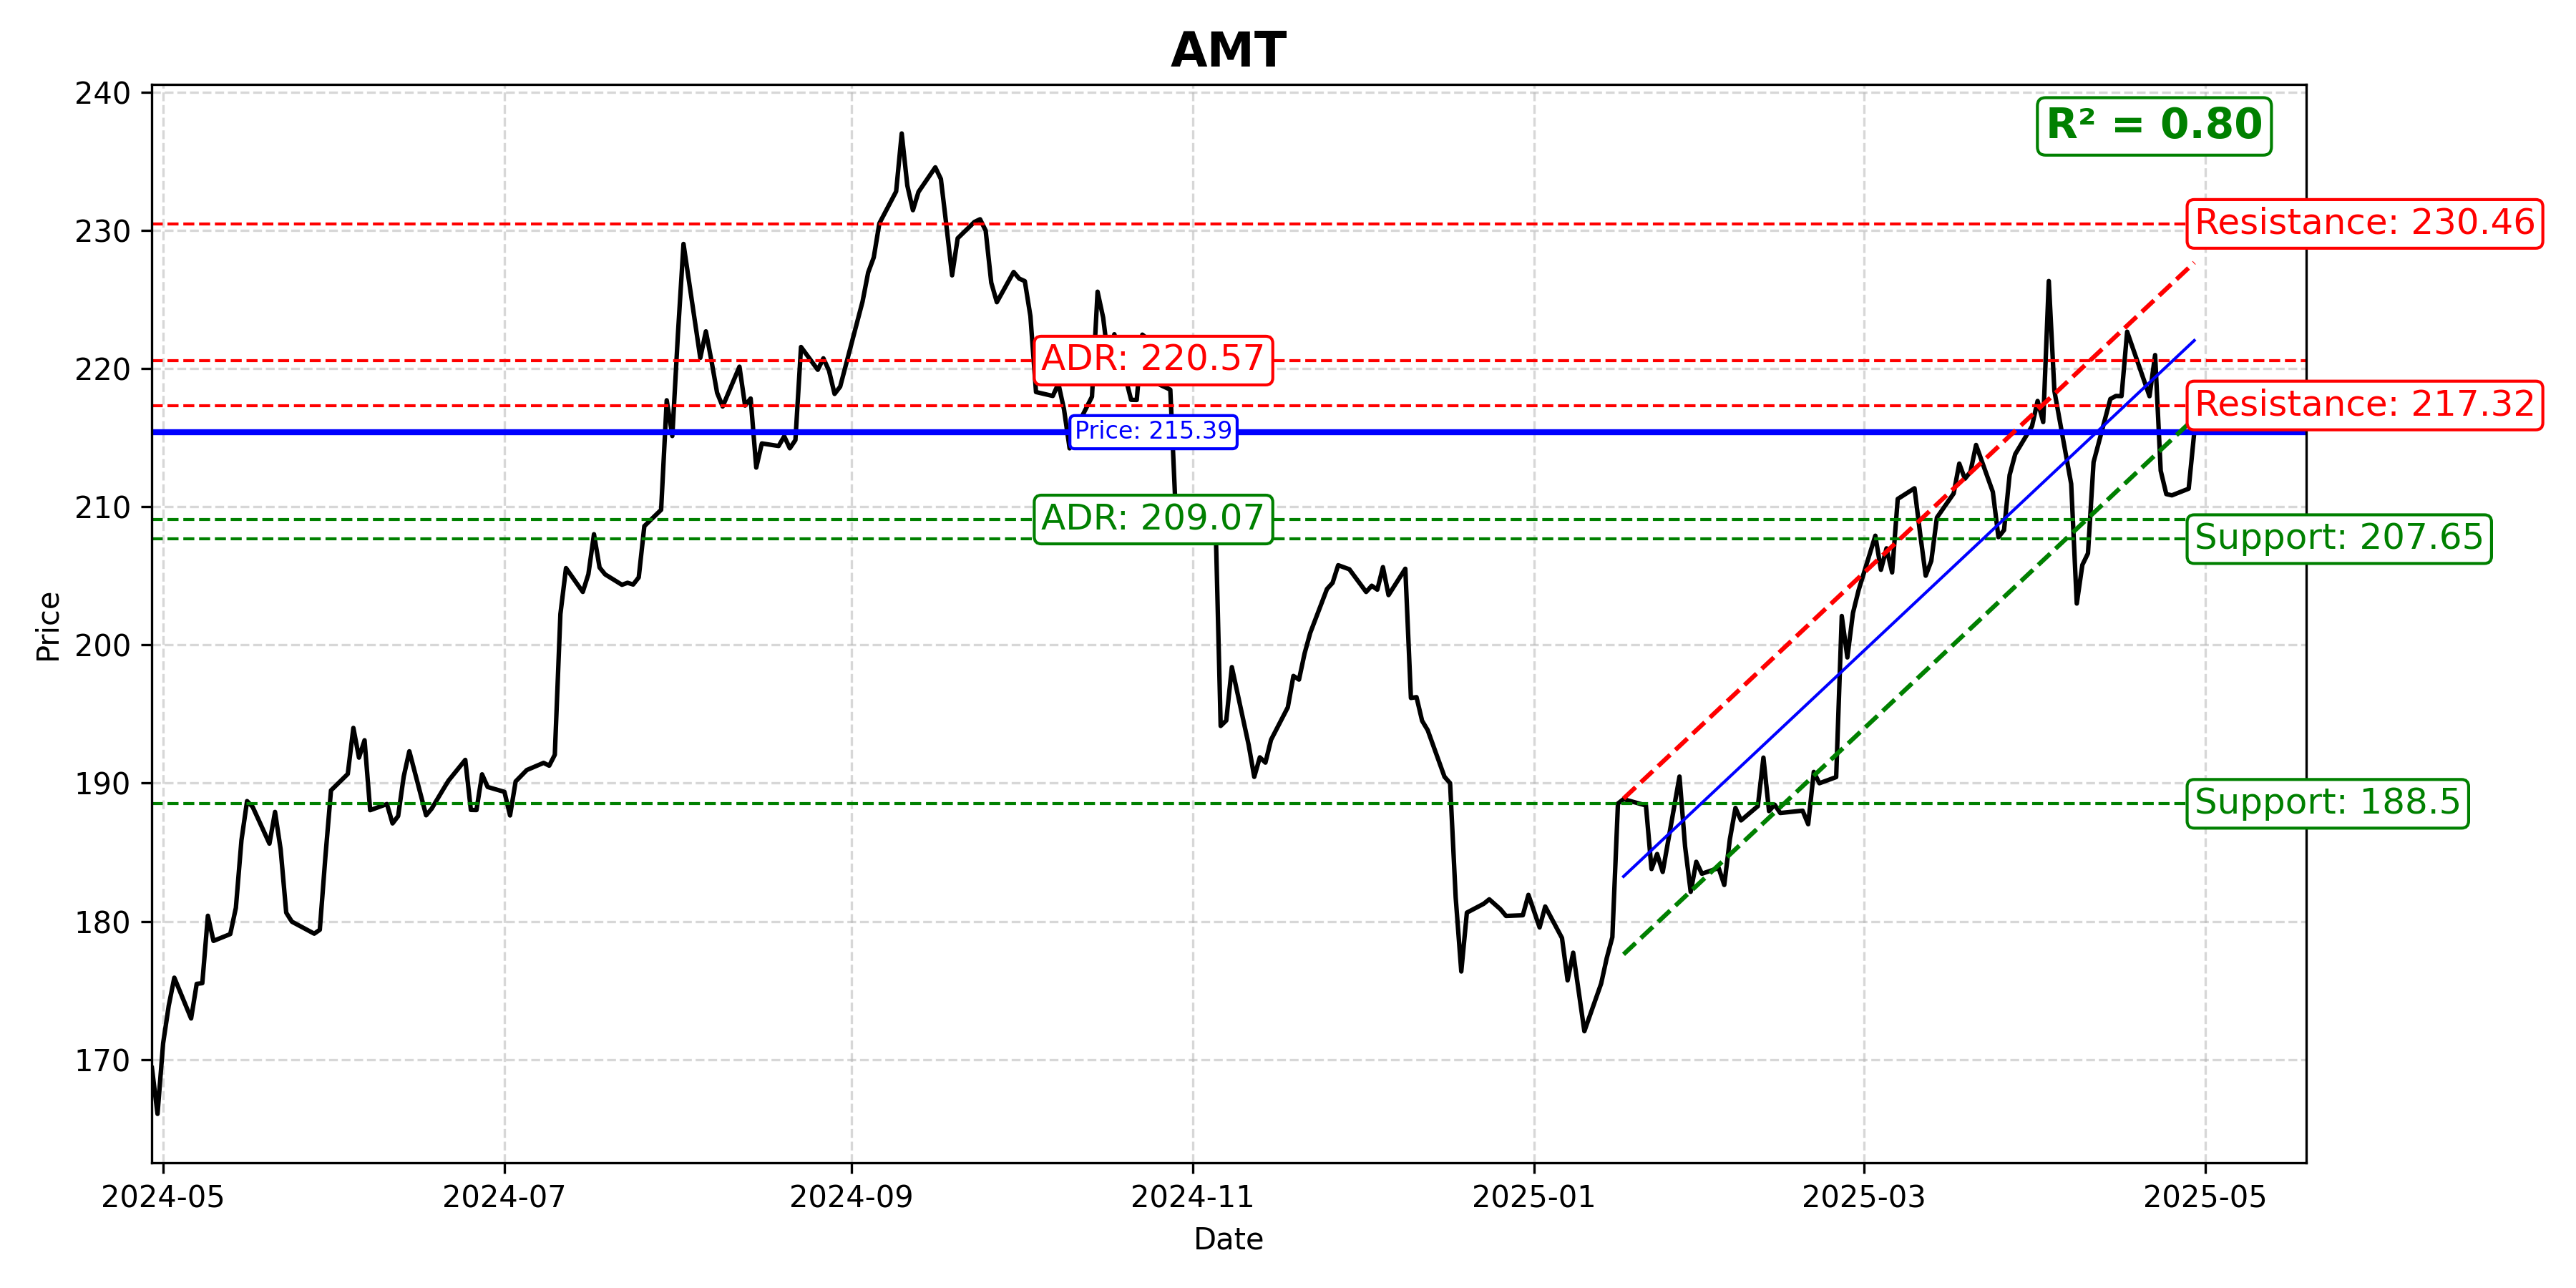 AMT
240
230
220
210
200
190
180
170
Price
R² = 0.80
Resistance: 230.46
ADR: 220.57
Resistance: 217.32
Price: 215.39
ADR: 209.07
Support: 207.65
Support: 188.5
2024-05
2024-07
2024-09
2024-11
2025-01
2025-03
2025-05
Date